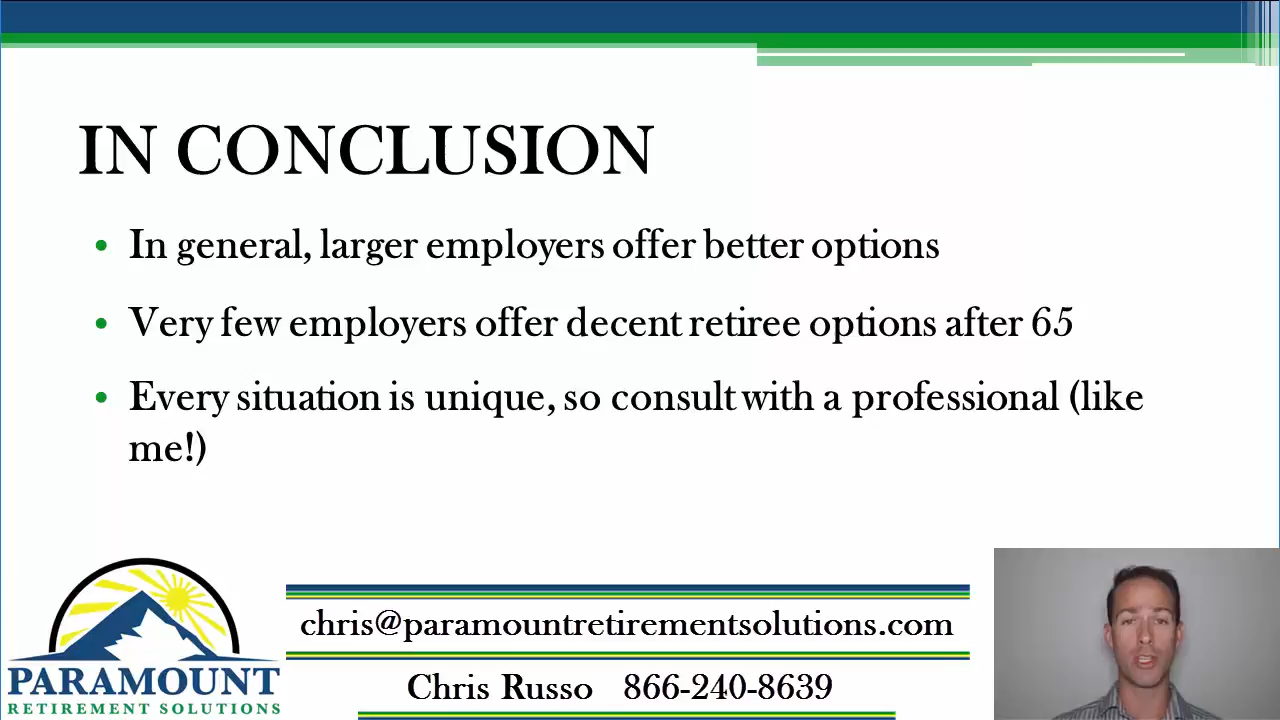 IN CONCLUSION
• In general, larger employers offer better options
• Very few employers offer decent retiree options after 65
• Every situation is unique, so consult with a professional (like
me!)
chris@paramountretirementsolutions.com
Chris Russo 866-240-8639
PARAMOUNT
RETIREMENT SOLUTIONS